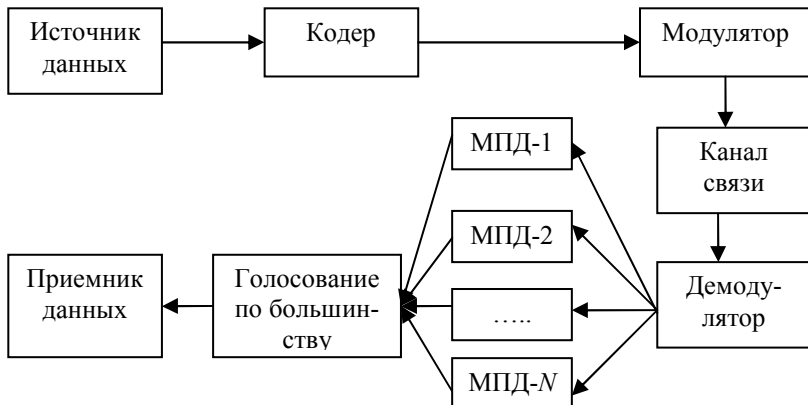 Источник
данных
Кодер
Модулятор
МПД-1
Канал
связи
МПД-2
Приемник
данных
Голосование
по большин-
ству
…..
Демоду-
лятор
МПД-N